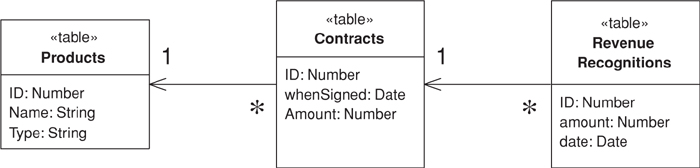 «table»
Products
ID: Number
Name: String
Type: String
1
*
«table»
Contracts
ID: Number
whenSigned: Date
Amount: Number
1
*
«table»
Revenue
Recognitions
ID: Number
amount: Number
date: Date